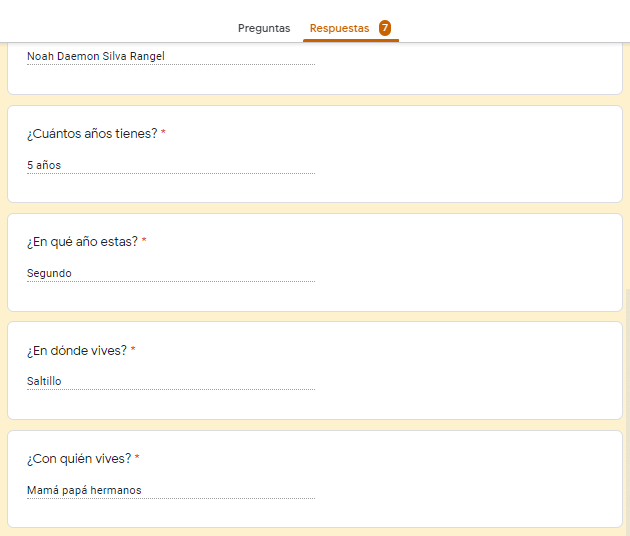 Preguntas Respuestas 7
Noah Daemon Silva Rangel
¿Cuántos años tienes? *
5 años
¿En qué año estas? *
Segundo
¿En dónde vives? *
Saltillo
¿Con quién vives? *
Mamá papá hermanos